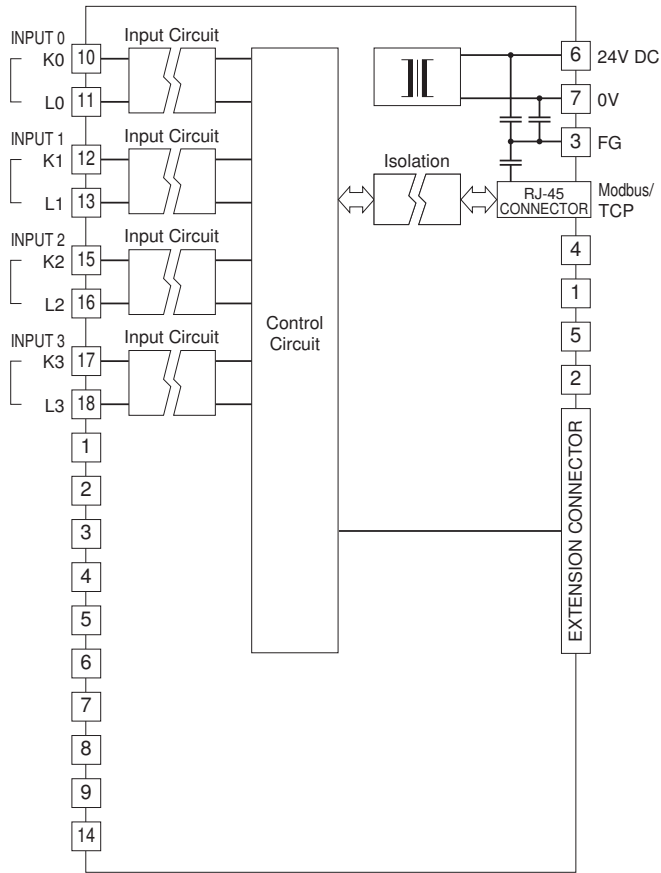 INPUT 0
K0 10
L0 11
Input Circuit
INPUT 1
K1 12
L1 13
Input Circuit
INPUT 2
K2 15
L2 16
Input Circuit
INPUT 3
K3 17
L3 18
Input Circuit
1
2
3
4
5
6
7
8
9
14
Control
Circuit
Isolation
6 24V DC
7 0V
3 FG
RJ-45
CONNECTOR
Modbus/
TCP
4
1
5
2
EXTENSION CONNECTOR